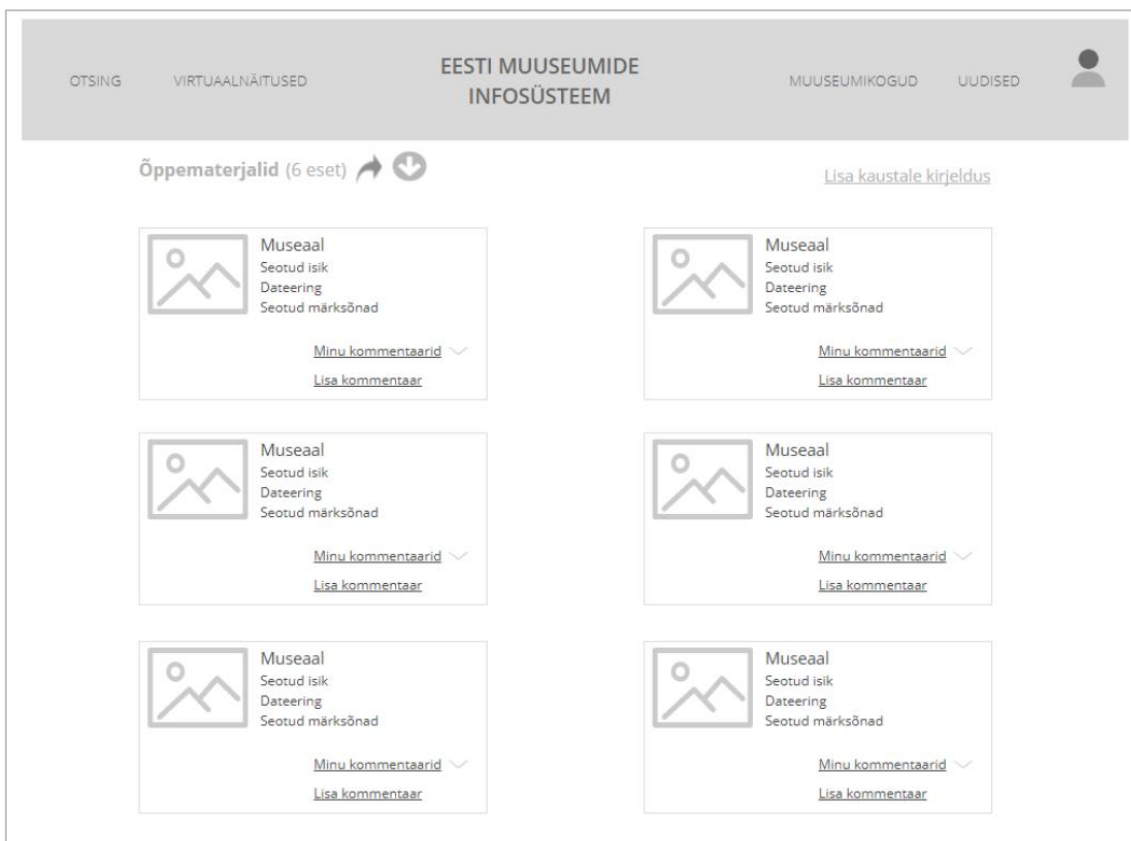 OTSING
VIRTUAALNÄITUSED
EESTI MUUSEUMIDE
INFOSÜSTEEM
MUUSEUMIKOGUD
UUDISED
Õppematerjalid (6 eset)
Lisa kaustale kirjeldus
Museaal
Seotud isik
Dateering
Seotud märksõnad
Minu kommentaarid
Lisa kommentaar
Museaal
Seotud isik
Dateering
Seotud märksõnad
Minu kommentaarid
Lisa kommentaar
Museaal
Seotud isik
Dateering
Seotud märksõnad
Minu kommentaarid
Lisa kommentaar
Museaal
Seotud isik
Dateering
Seotud märksõnad
Minu kommentaarid
Lisa kommentaar
Museaal
Seotud isik
Dateering
Seotud märksõnad
Minu kommentaarid
Lisa kommentaar
Museaal
Seotud isik
Dateering
Seotud märksõnad
Minu kommentaarid
Lisa kommentaar